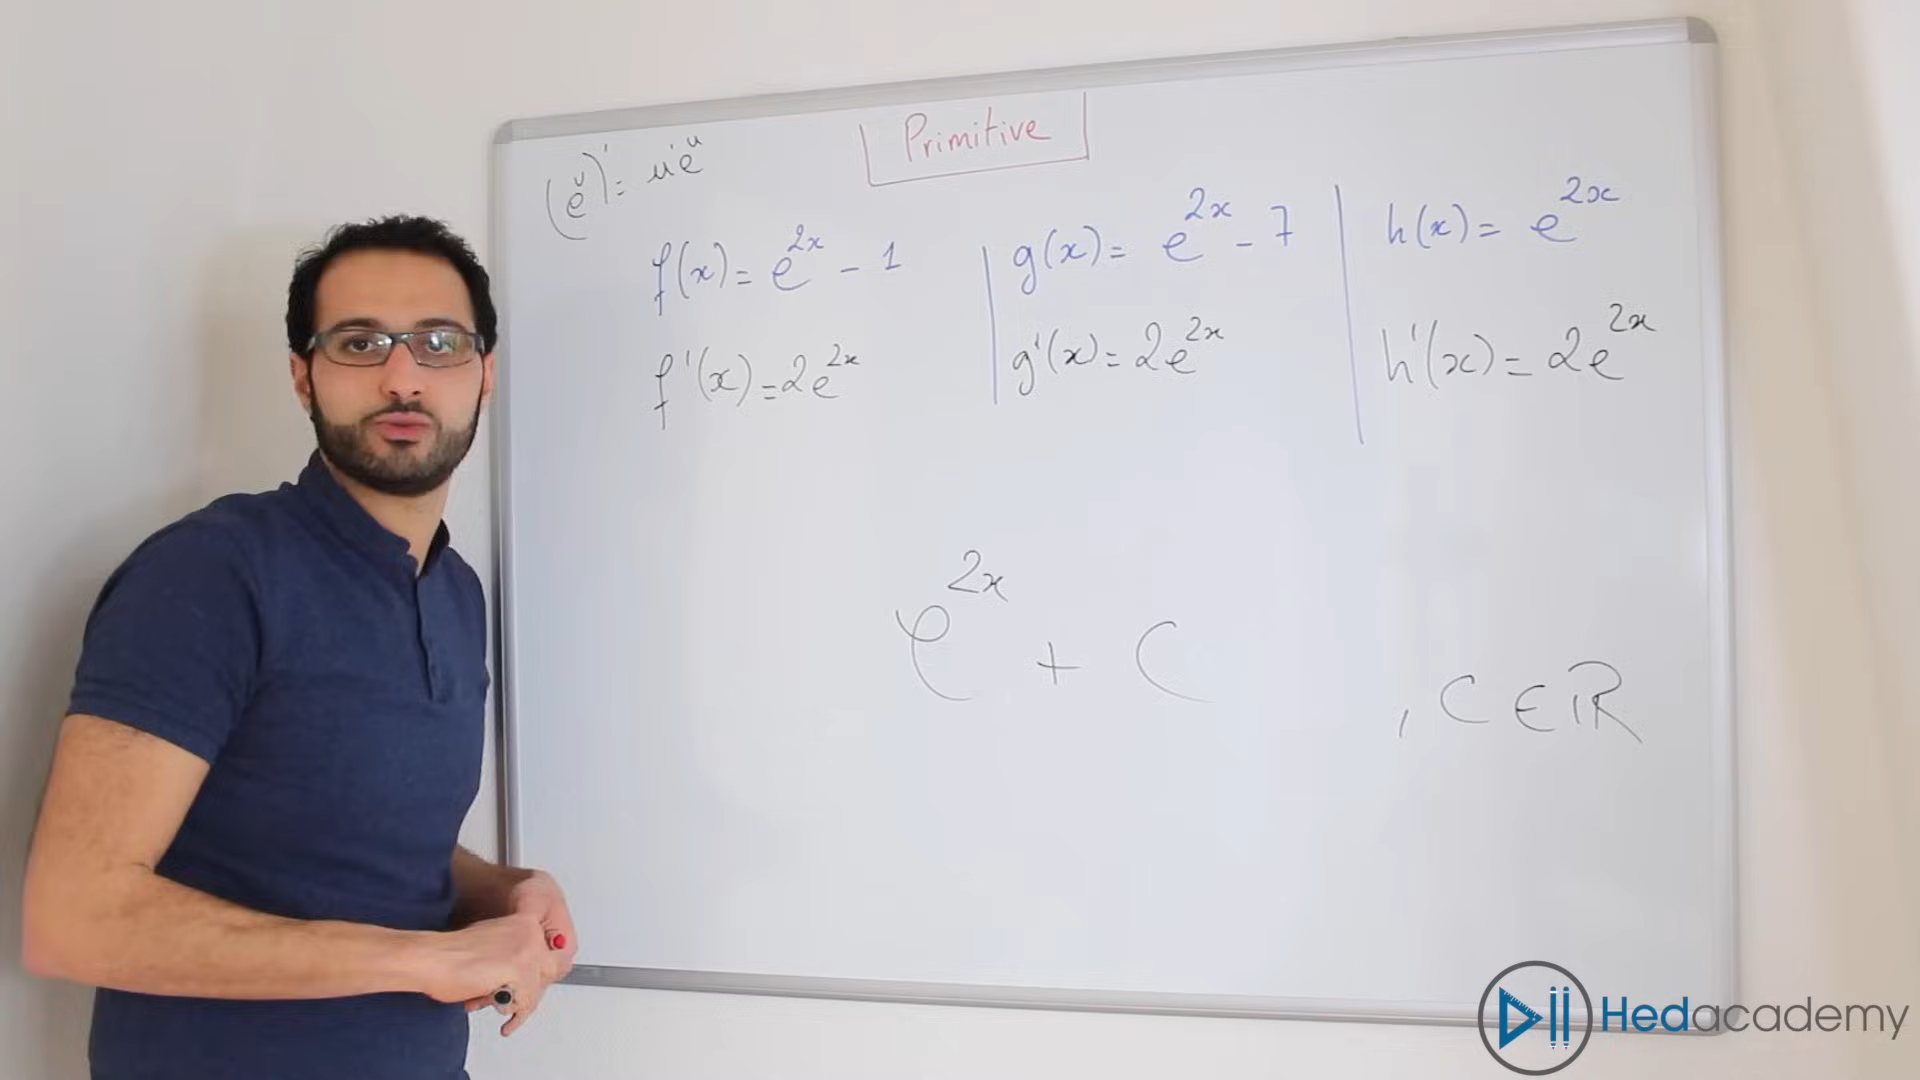 Primitive
(e^u)' = u'e^u
f(x) = e^2x - 1
g(x) = e^2x - 7
h(x) = e^2x
f'(x) = 2e^2x
g'(x) = 2e^2x
h'(x) = 2e^2x
e^2x + C , C ∈ ℝ
Hedacademy